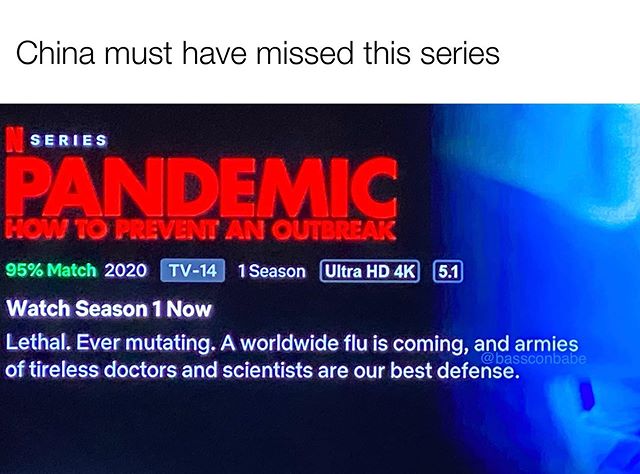 China must have missed this series
N SERIES
PANDEMIC
HOW TO PREVENT AN OUTBREAK
95% Match 2020 TV-14 1 Season Ultra HD 4K 5.1
Watch Season 1 Now
Lethal. Ever mutating. A worldwide flu is coming, and armies
@bassconbabe
of tireless doctors and scientists are our best defense.